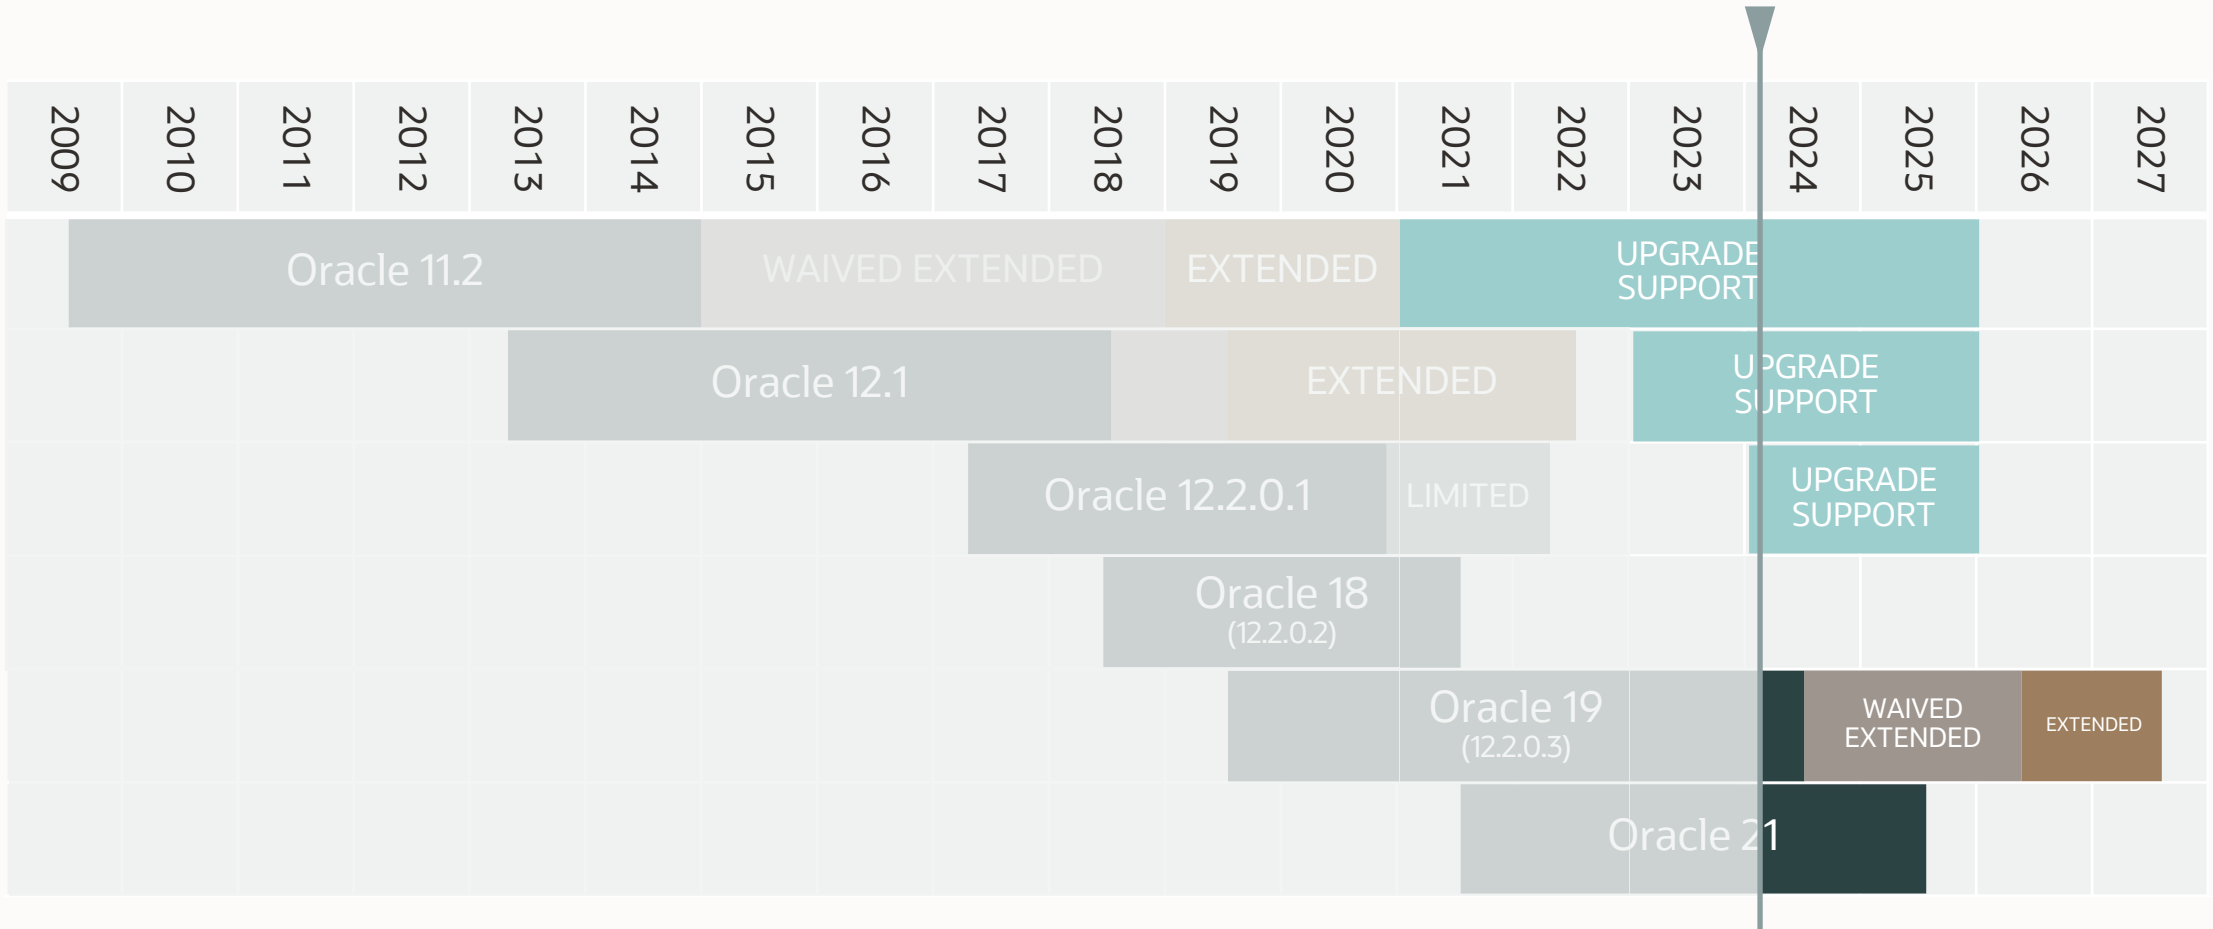 2009
2010
2011
2012
2013
2014
2015
2016
2017
2018
2019
2020
2021
2022
2023
2024
2025
2026
2027
Oracle 11.2
WAIVED EXTENDED
EXTENDED
UPGRADE
SUPPORT
Oracle 12.1
EXTENDED
UPGRADE
SUPPORT
Oracle 12.2.0.1
LIMITED
UPGRADE
SUPPORT
Oracle 18
(12.2.0.2)
Oracle 19
(12.2.0.3)
WAIVED
EXTENDED
EXTENDED
Oracle 21